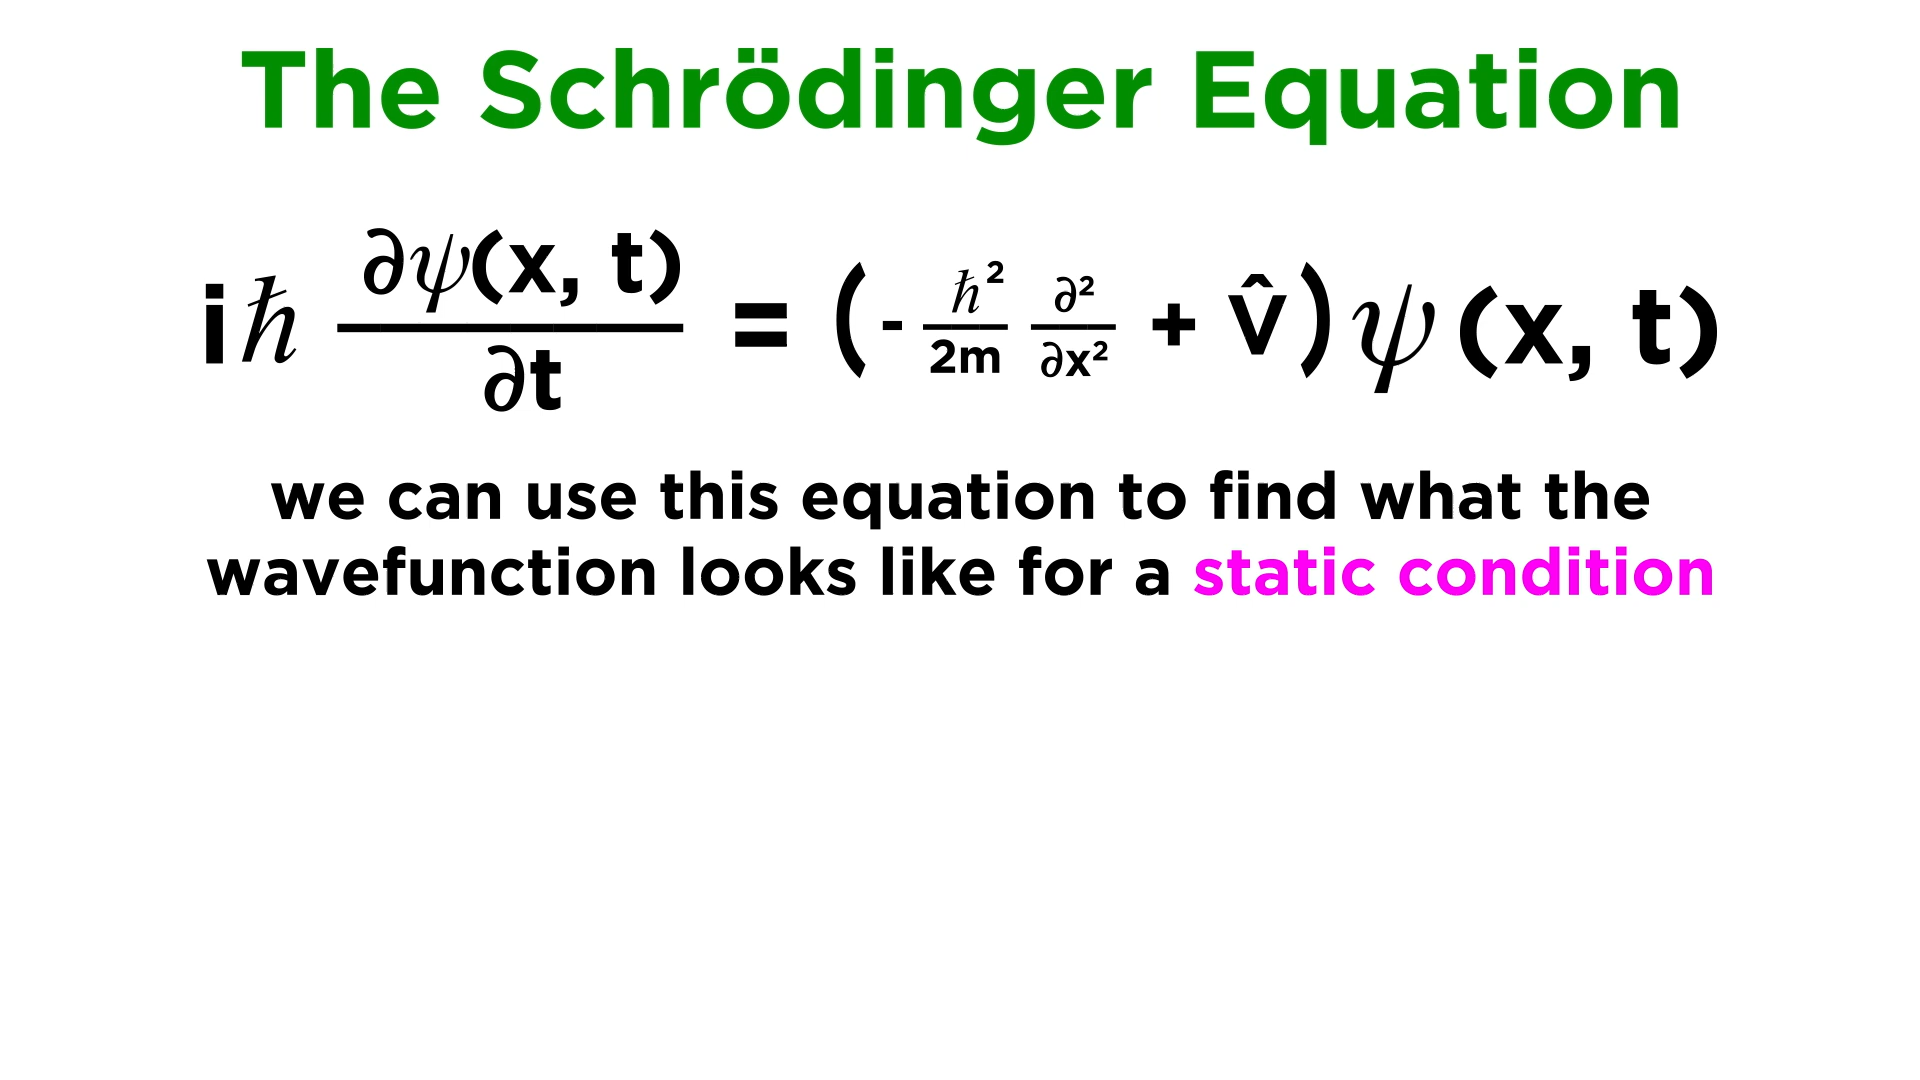 The Schrödinger Equation
iℏ ∂ψ(x, t)/∂t = (- ℏ²/2m ∂²/∂x² + V̂)ψ(x, t)
we can use this equation to find what the
wavefunction looks like for a static condition